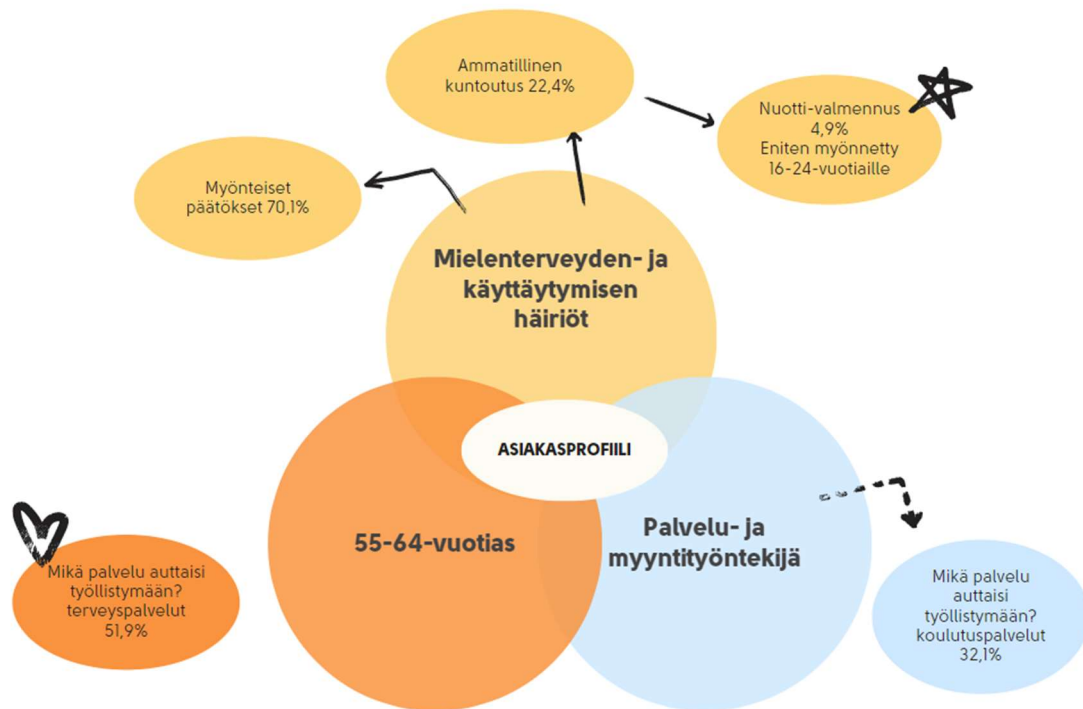 Ammatillinen
kuntoutus 22,4%
Nuotti-valmennus
4,9%
Eniten myönnetty
16-24-vuotiaille
Myönteiset
päätökset 70,1%
Mielenterveyden- ja
käyttäytymisen
häiriöt
ASIAKASPROFIILI
55-64-vuotias
Palvelu- ja
myyntityöntekijä
Mikä palvelu auttaisi
työllistymään?
terveyspalvelut
51,9%
Mikä palvelu
auttaisi
työllistymään?
koulutuspalvelut
32,1%